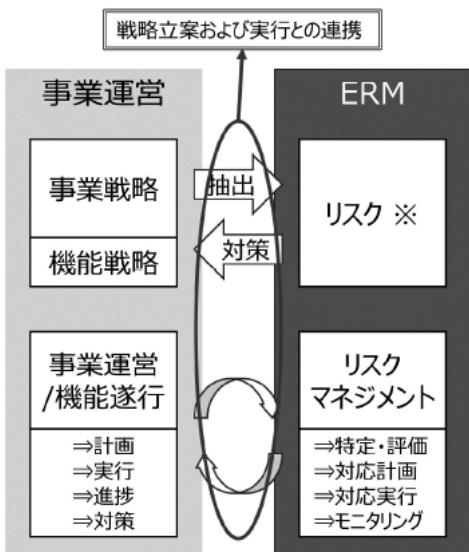 戦略立案および実行との連携
事業運営
事業戦略
機能戦略
抽出
対策
ERM
リスク ※
事業運営
/機能遂行
⇒計画
⇒実行
⇒進捗
⇒対策
リスク
マネジメント
⇒特定・評価
⇒対応計画
⇒対応実行
⇒モニタリング